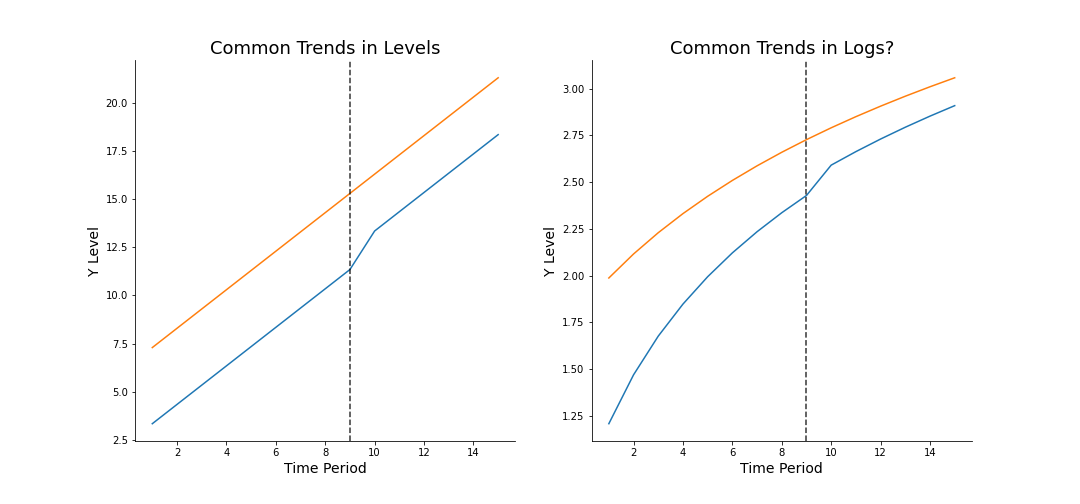 Common Trends in Levels
Y Level
20.0
17.5
15.0
12.5
10.0
7.5
5.0
2.5
2 4 6 8 10 12 14
Time Period
Common Trends in Logs?
Y Level
3.00
2.75
2.50
2.25
2.00
1.75
1.50
1.25
2 4 6 8 10 12 14
Time Period